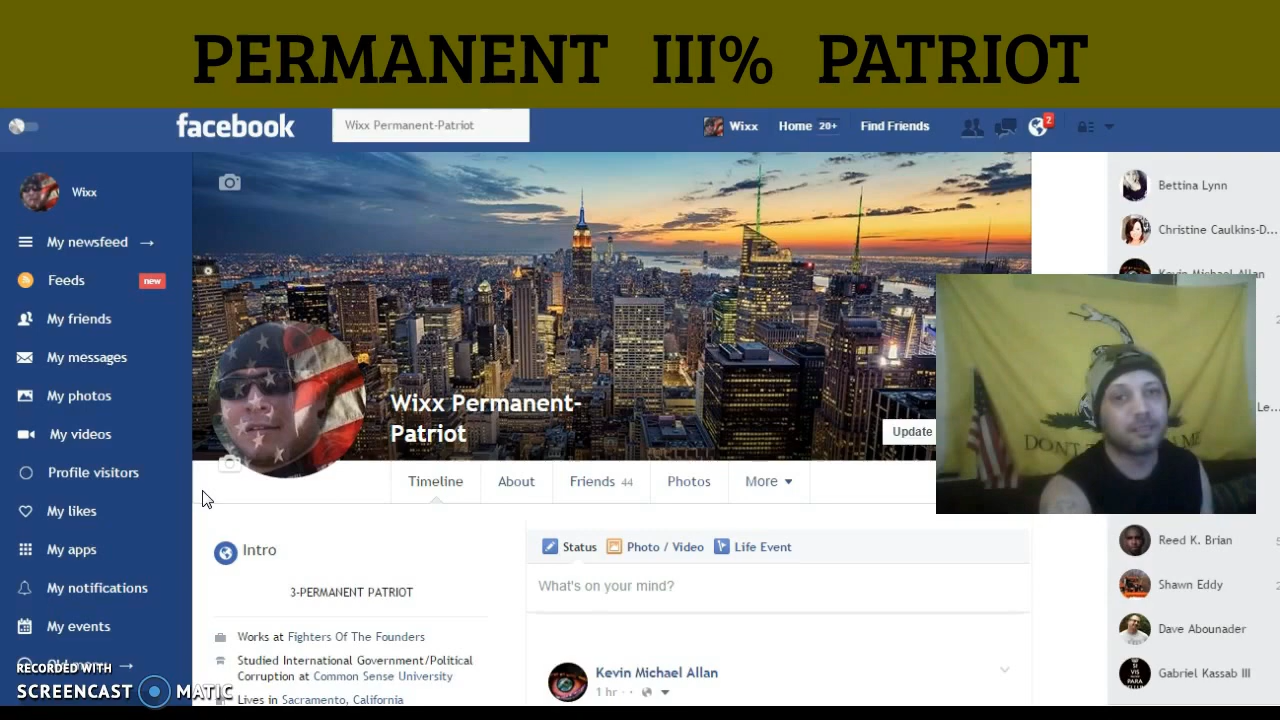 PERMANENT III% PATRIOT
facebook
Wixx Permanent-Patriot
Wixx
Home 20+
Find Friends
2
Wixx
My newsfeed →
Feeds new
My friends
My messages
My photos
My videos
Profile visitors
My likes
My apps
My notifications
My events
RECORDED WITH
SCREENCAST MATIC
Wixx Permanent-
Patriot
Update
Timeline
About
Friends 44
Photos
More
Intro
3-PERMANENT PATRIOT
Works at Fighters Of The Founders
Studied International Government/Political
Corruption at Common Sense University
Lives in Sacramento, California
Status
Photo / Video
Life Event
What's on your mind?
Kevin Michael Allan
1 hr
Bettina Lynn
Christine Caulkins-D...
Kevin Michael Allan
Le...
DONT
Reed K. Brian
Shawn Eddy
Dave Abounader
Gabriel Kassab III